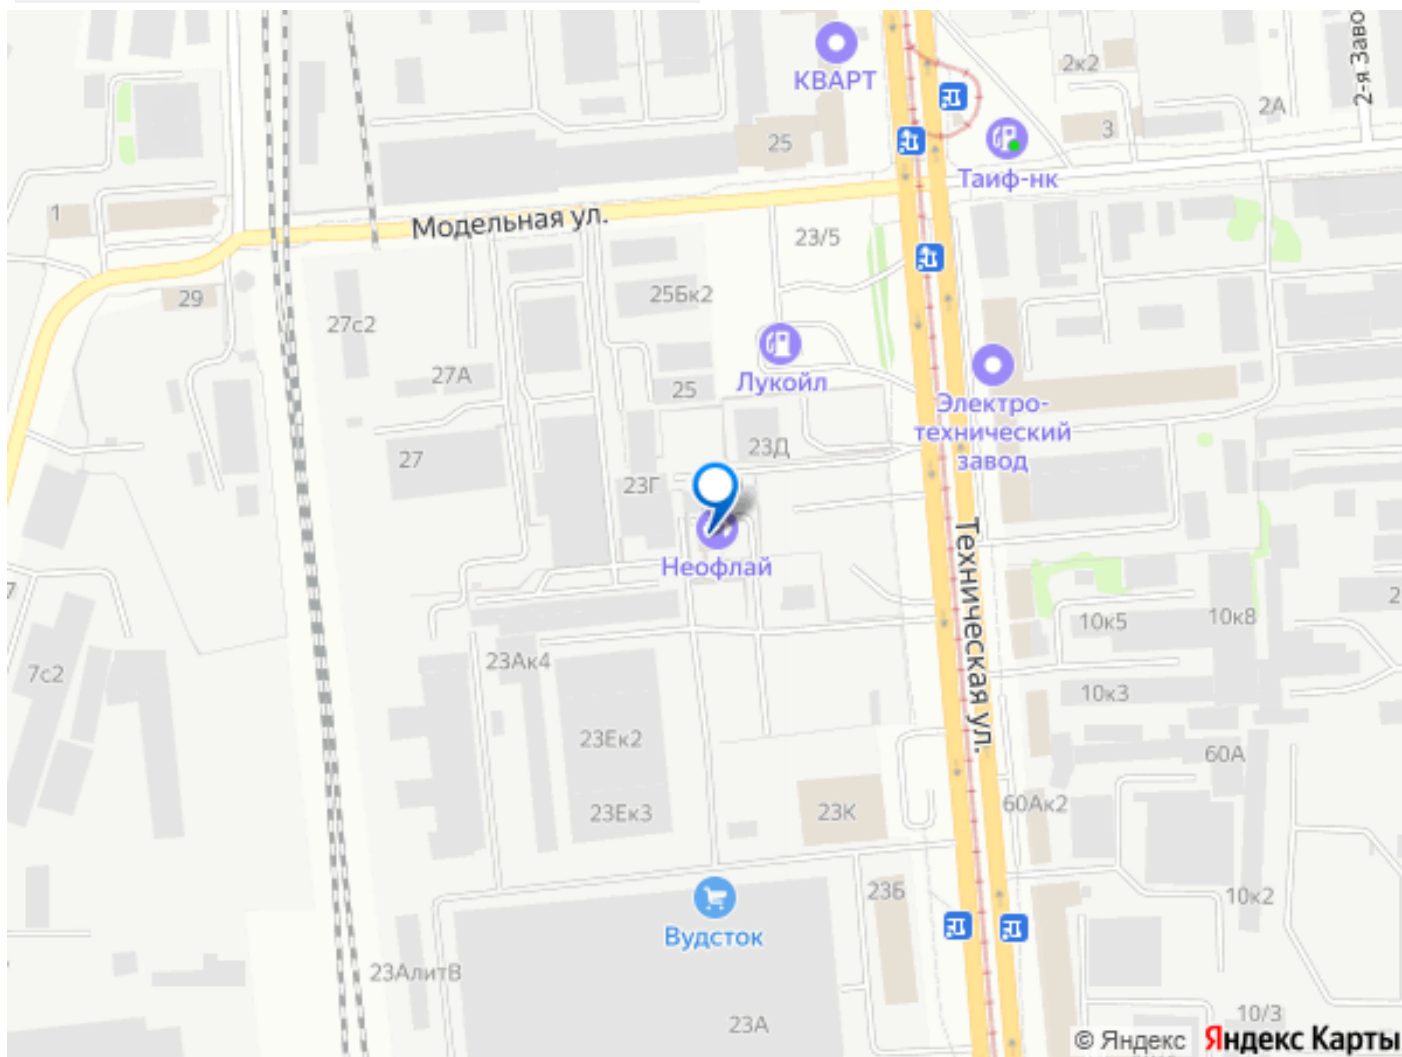 КВАРТ
2к2
2-я Заво
2А
3
25
Таиф-нк
1
Модельная ул.
23/5
29
25Бк2
27с2
Лукойл
27А
25
Электро-
технический
завод
23Д
27
23Г
Неофлай
Техническая ул.
10к5
10к8
2
7
23Ак4
7с2
10к3
23Ек2
60А
23Ек3
23К
60Ак2
23Б
10к2
Вудсток
23АлитВ
23А
10/3
© Яндекс Яндекс Карты